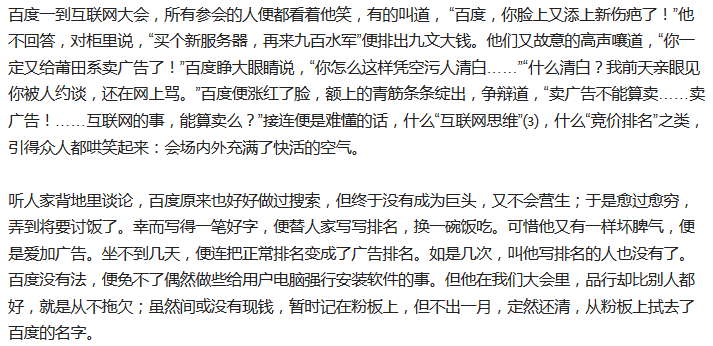 百度一到互联网大会，所有参会的人便都看着他笑，有的叫道，“百度，你脸上又添上新伤疤了！”他
不回答，对柜里说，“买个新服务器，再来九百水军”便排出九文大钱。他们又故意的高声嚷道，“你一
定又给莆田系卖广告了！”百度睁大眼睛说，“你怎么这样凭空污人清白……”“什么清白？我前天亲眼见
你被人约谈，还在网上骂。”百度便涨红了脸，额上的青筋条条绽出，争辩道，“卖广告不能算卖……卖
广告！……互联网的事，能算卖么？”接连便是难懂的话，什么“互联网思维”⑶，什么“竞价排名”之类，
引得众人都哄笑起来：会场内外充满了快活的空气。
听人家背地里谈论，百度原来也好好做过搜索，但终于没有成为巨头，又不会营生；于是愈过愈穷，
弄到将要讨饭了。幸而写得一笔好字，便替人家写写排名，换一碗饭吃。可惜他又有一样坏脾气，便
是爱加广告。坐不到几天，便连把正常排名变成了广告排名。如是几次，叫他写排名的人也没有了。
百度没有法，便免不了偶然做些给用户电脑强行安装软件的事。但他在我们大会里，品行却比别人都
好，就是从不拖欠；虽然间或没有现钱，暂时记在粉板上，但不出一月，定然还清，从粉板上拭去了
百度的名字。